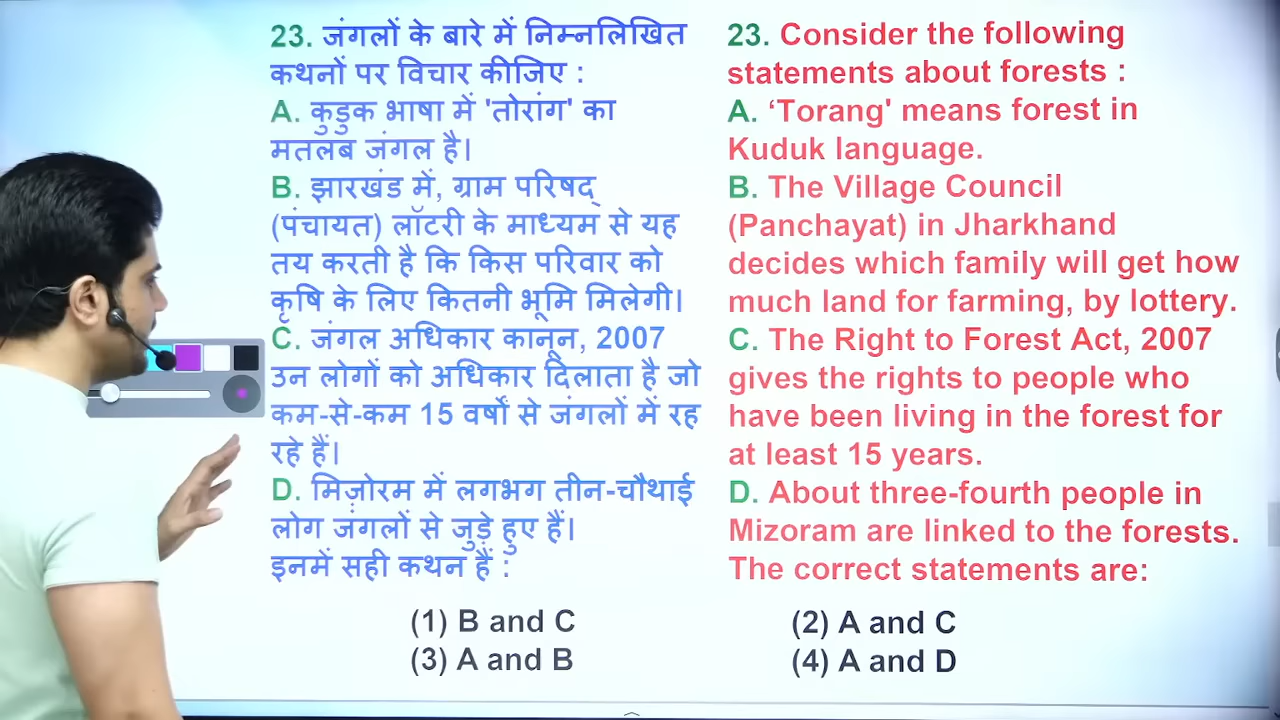 23. जंगलों के बारे में निम्नलिखित
कथनों पर विचार कीजिए :
A. कुड़ुक भाषा में 'तोरांग' का
मतलब जंगल है।
B. झारखंड में, ग्राम परिषद्
(पंचायत) लॉटरी के माध्यम से यह
तय करती है कि किस परिवार को
कृषि के लिए कितनी भूमि मिलेगी।
C. जंगल अधिकार कानून, 2007
उन लोगों को अधिकार दिलाता है जो
कम-से-कम 15 वर्षों से जंगलों में रह
रहे हैं।
D. मिज़ोरम में लगभग तीन-चौथाई
लोग जंगलों से जुड़े हुए हैं।
इनमें सही कथन हैं :
23. Consider the following
statements about forests :
A. ‘Torang' means forest in
Kuduk language.
B. The Village Council
(Panchayat) in Jharkhand
decides which family will get how
much land for farming, by lottery.
C. The Right to Forest Act, 2007
gives the rights to people who
have been living in the forest for
at least 15 years.
D. About three-fourth people in
Mizoram are linked to the forests.
The correct statements are:
(1) B and C
(2) A and C
(3) A and B
(4) A and D